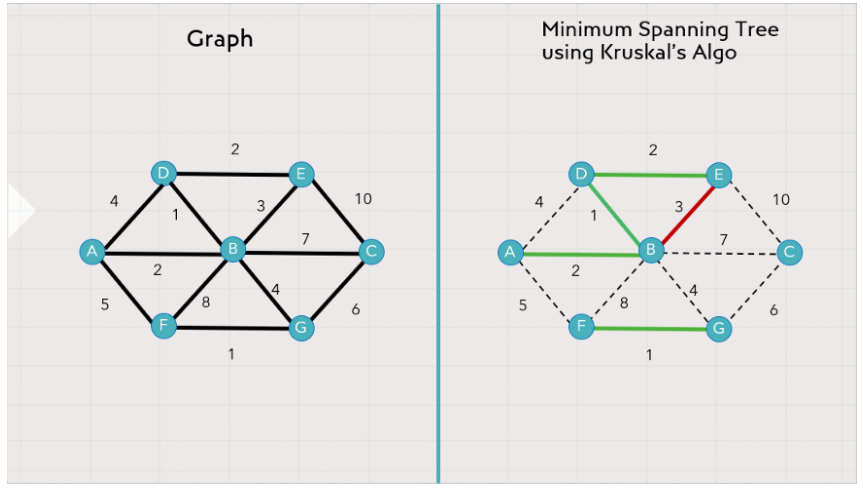 Graph
2
D
E
4
1
3
10
7
A
B
C
2
5
8
4
6
F
G
1
Minimum Spanning Tree
using Kruskal's Algo
2
D
E
4
1
3
10
7
A
B
C
2
5
8
4
6
F
G
1